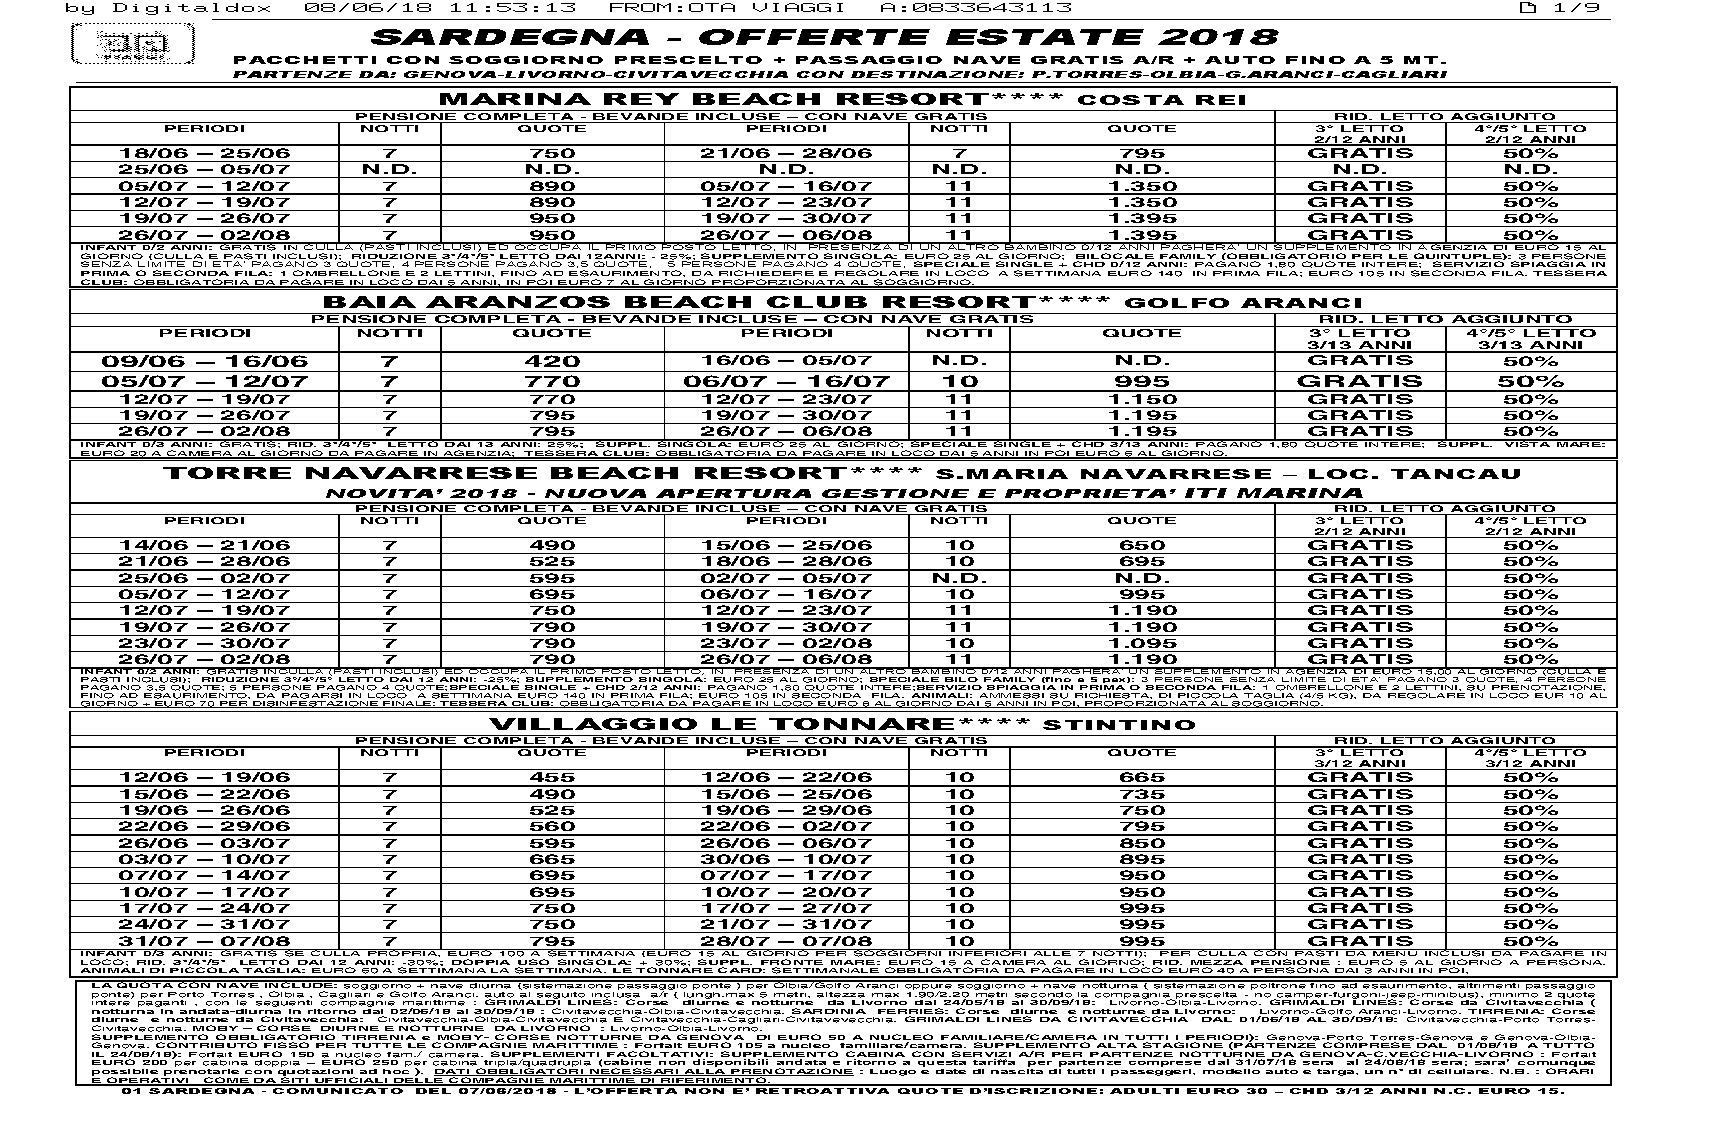 by Digitaldox 08/06/18 11:53:13 FROM:OTA VIAGGI A:0833643113 1/9
SARDEGNA - OFFERTE ESTATE 2018
PACCHETTI CON SOGGIORNO PRESCELTO + PASSAGGIO NAVE GRATIS A/R + AUTO FINO A 5 MT.
PARTENZE DA: GENOVA-LIVORNO-CIVITAVECCHIA CON DESTINAZIONE: P.TORRES-OLBIA-G.ARANCI-CAGLIARI
MARINA REY BEACH RESORT**** COSTA REI
PENSIONE COMPLETA - BEVANDE INCLUSE – CON NAVE GRATIS RID. LETTO AGGIUNTO
PERIODI NOTTI QUOTE PERIODI NOTTI QUOTE 3° LETTO 4°/5° LETTO
2/12 ANNI 2/12 ANNI
18/06 – 25/06 7 750 21/06 – 28/06 7 795 GRATIS 50%
25/06 – 05/07 N.D. N.D. N.D. N.D. N.D. N.D. N.D.
05/07 – 12/07 7 890 05/07 – 16/07 11 1.350 GRATIS 50%
12/07 – 19/07 7 890 12/07 – 23/07 11 1.350 GRATIS 50%
19/07 – 26/07 7 950 19/07 – 30/07 11 1.395 GRATIS 50%
26/07 – 02/08 7 950 26/07 – 06/08 11 1.395 GRATIS 50%
INFANT 0/2 ANNI: GRATIS IN CULLA (PASTI INCLUSI) ED OCCUPA IL PRIMO POSTO LETTO, IN PRESENZA DI UN ALTRO BAMBINO 0/12 ANNI PAGHERA' UN SUPPLEMENTO IN AGENZIA DI EURO 15 AL
GIORNO (CULLA E PASTI INCLUSI); RIDUZIONE 3°/4°/5° LETTO DAI 12ANNI: - 25%; SUPPLEMENTO SINGOLA: EURO 25 AL GIORNO; BILOCALE FAMILY (OBBLIGATORIO PER LE QUINTUPLE): 3 PERSONE
SENZA LIMITE DI ETA' PAGANO 3 QUOTE, 4 PERSONE PAGANO 3,5 QUOTE, 5 PERSONE PAGANO 4 QUOTE, SPECIALE SINGLE + CHD 0/12 ANNI: PAGANO 1,80 QUOTE INTERE; SERVIZIO SPIAGGIA IN
PRIMA O SECONDA FILA: 1 OMBRELLONE E 2 LETTINI, FINO AD ESAURIMENTO, DA RICHIEDERE E REGOLARE IN LOCO A SETTIMANA EURO 140 IN PRIMA FILA; EURO 105 IN SECONDA FILA. TESSERA
CLUB: OBBLIGATORIA DA PAGARE IN LOCO DAI 5 ANNI, IN POI EURO 7 AL GIORNO PROPORZIONATA AL SOGGIORNO.
BAIA ARANZOS BEACH CLUB RESORT**** GOLFO ARANCI
PENSIONE COMPLETA - BEVANDE INCLUSE – CON NAVE GRATIS RID. LETTO AGGIUNTO
PERIODI NOTTI QUOTE PERIODI NOTTI QUOTE 3° LETTO 4°/5° LETTO
3/13 ANNI 3/13 ANNI
09/06 – 16/06 7 420 16/06 – 05/07 N.D. N.D. GRATIS 50%
05/07 – 12/07 7 770 06/07 – 16/07 10 995 GRATIS 50%
12/07 – 19/07 7 770 12/07 – 23/07 11 1.150 GRATIS 50%
19/07 – 26/07 7 795 19/07 – 30/07 11 1.195 GRATIS 50%
26/07 – 02/08 7 795 26/07 – 06/08 11 1.195 GRATIS 50%
INFANT 0/3 ANNI: GRATIS; RID. 3°/4°/5° LETTO DAI 13 ANNI: 25%; SUPPL. SINGOLA: EURO 25 AL GIORNO; SPECIALE SINGLE + CHD 3/13 ANNI: PAGANO 1,80 QUOTE INTERE; SUPPL. VISTA MARE:
EURO 20 A CAMERA AL GIORNO DA PAGARE IN AGENZIA; TESSERA CLUB: OBBLIGATORIA DA PAGARE IN LOCO DAI 5 ANNI IN POI EURO 6 AL GIORNO.
TORRE NAVARRESE BEACH RESORT**** S.MARIA NAVARRESE – LOC. TANCAU
NOVITA' 2018 - NUOVA APERTURA GESTIONE E PROPRIETA' ITI MARINA
PENSIONE COMPLETA - BEVANDE INCLUSE – CON NAVE GRATIS RID. LETTO AGGIUNTO
PERIODI NOTTI QUOTE PERIODI NOTTI QUOTE 3° LETTO 4°/5° LETTO
2/12 ANNI 2/12 ANNI
14/06 – 21/06 7 490 15/06 – 25/06 10 650 GRATIS 50%
21/06 – 28/06 7 525 18/06 – 28/06 10 695 GRATIS 50%
25/06 – 02/07 7 595 02/07 – 05/07 N.D. N.D. GRATIS 50%
05/07 – 12/07 7 695 06/07 – 16/07 10 995 GRATIS 50%
12/07 – 19/07 7 750 12/07 – 23/07 11 1.190 GRATIS 50%
19/07 – 26/07 7 790 19/07 – 30/07 11 1.190 GRATIS 50%
23/07 – 30/07 7 790 23/07 – 02/08 10 1.095 GRATIS 50%
26/07 – 02/08 7 790 26/07 – 06/08 11 1.190 GRATIS 50%
INFANT 0/2 ANNI: GRATIS INCULLA (PASTI INCLUSI) ED OCCUPA IL PRIMO POSTO LETTO, IN PRESENZA DI UN ALTRO BAMBINO 0/12 ANNI PAGHERA' UN SUPPLEMENTO IN AGENZIA DI EURO 15,00 AL GIORNO (CULLA E
PASTI INCLUSI); RIDUZIONE 3°/4°/5° LETTO DAI 12 ANNI: -25%; SUPPLEMENTO SINGOLA: EURO 25 AL GIORNO; SPECIALE BILO FAMILY (fino a 5 pax): 3 PERSONE SENZA LIMITE DI ETA' PAGANO 3 QUOTE, 4 PERSONE
PAGANO 3,5 QUOTE; 5 PERSONE PAGANO 4 QUOTE;SPECIALE SINGLE + CHD 2/12 ANNI: PAGANO 1,80 QUOTE INTERE;SERVIZIO SPIAGGIA IN PRIMA O SECONDA FILA: 1 OMBRELLONE E 2 LETTINI, SU PRENOTAZIONE,
FINO AD ESAURIMENTO, DA PAGARSI IN LOCO A SETTIMANA EURO 140 IN PRIMA FILA; EURO 105 IN SECONDA FILA. ANIMALI: AMMESSI SU RICHIESTA, DI PICCOLA TAGLIA (4/5 KG), DA REGOLARE IN LOCO EUR 10 AL
GIORNO + EURO 70 PER DISINFESTAZIONE FINALE; TESSERA CLUB: OBBLIGATORIA DA PAGARE IN LOCO EURO 6 AL GIORNO DAI 5 ANNI IN POI, PROPORZIONATA AL SOGGIORNO.
VILLAGGIO LE TONNARE**** STINTINO
PENSIONE COMPLETA - BEVANDE INCLUSE – CON NAVE GRATIS RID. LETTO AGGIUNTO
PERIODI NOTTI QUOTE PERIODI NOTTI QUOTE 3° LETTO 4°/5° LETTO
3/12 ANNI 3/12 ANNI
12/06 – 19/06 7 455 12/06 – 22/06 10 665 GRATIS 50%
15/06 – 22/06 7 490 15/06 – 25/06 10 735 GRATIS 50%
19/06 – 26/06 7 525 19/06 – 29/06 10 750 GRATIS 50%
22/06 – 29/06 7 560 22/06 – 02/07 10 795 GRATIS 50%
26/06 – 03/07 7 595 26/06 – 06/07 10 850 GRATIS 50%
03/07 – 10/07 7 665 30/06 – 10/07 10 895 GRATIS 50%
07/07 – 14/07 7 695 07/07 – 17/07 10 950 GRATIS 50%
10/07 – 17/07 7 695 10/07 – 20/07 10 950 GRATIS 50%
17/07 – 24/07 7 750 17/07 – 27/07 10 995 GRATIS 50%
24/07 – 31/07 7 750 21/07 – 31/07 10 995 GRATIS 50%
31/07 – 07/08 7 795 28/07 – 07/08 10 995 GRATIS 50%
INFANT 0/3 ANNI: GRATIS SE CULLA PROPRIA, EURO 100 A SETTIMANA (EURO 15 AL GIORNO PER SOGGIORNI INFERIORI ALLE 7 NOTTI); PER CULLA CON PASTI DA MENU INCLUSI DA PAGARE IN
LOCO; RID. 3°/4°/5° LETTO DAI 12 ANNI: -30%; DOPPIA USO SINGOLA: + 30%; SUPPL. FRONTE MARE: EURO 15 A CAMERA AL GIORNO; RID. MEZZA PENSIONE : EURO 5 AL GIORNO A PERSONA.
ANIMALI DI PICCOLA TAGLIA: EURO 60 A SETTIMANA LA SETTIMANA. LE TONNARE CARD: SETTIMANALE OBBLIGATORIA DA PAGARE IN LOCO EURO 40 A PERSONA DAI 3 ANNI IN POI.
LA QUOTA CON NAVE INCLUDE: soggiorno + nave diurna (sistemazione passaggio ponte ) per Olbia/Golfo Aranci oppure soggiorno + nave notturna ( sistemazione poltrone fino ad esaurimento, altrimenti passaggio
ponte) per Porto Torres , Olbia , Cagliari e Golfo Aranci. auto al seguito inclusa a/r ( lungh.max 5 metri, altezza max 1.90/2.20 metri secondo la compagnia prescelta - no camper-furgoni-jeep-minibus), minimo 2 quote
intere paganti , con le seguenti compagnie marittime : GRIMALDI LINES: Corse diurne e notturne da Livorno dal 24/05/18 al 30/09/18: Livorno-Olbia-Livorno. GRIMALDI LINES: Corse da Civitavecchia (
notturna in andata-diurna in ritorno dal 02/06/18 al 30/09/18 : Civitavecchia-Olbia-Civitavecchia. SARDINIA FERRIES: Corse diurne e notturne da Livorno: Livorno-Golfo Aranci-Livorno. TIRRENIA: Corse
diurne e notturne da Civitavecchia: Civitavecchia-Olbia-Civitavecchia E Civitavecchia-Cagliari-Civitavevecchia. GRIMALDI LINES DA CIVITAVECCHIA DAL 01/06/18 AL 30/09/18: Civitavecchia-Porto Torres-
Civitavecchia. MOBY – CORSE DIURNE E NOTTURNE DA LIVORNO : Livorno-Olbia-Livorno.
SUPPLEMENTO OBBLIGATORIO TIRRENIA e MOBY- CORSE NOTTURNE DA GENOVA DI EURO 50 A NUCLEO FAMILIARE/CAMERA IN TUTTI I PERIODI): Genova-Porto Torres-Genova e Genova-Olbia-
Genova. CONTRIBUTO FISSO PER TUTTE LE COMPAGNIE MARITTIME : Forfait EURO 105 a nucleo familiare/camera. SUPPLEMENTO ALTA STAGIONE (PARTENZE COMPRESE DAL 01/08/18 A TUTTO
IL 24/08/18): Forfait EURO 150 a nucleo fam./ camera. SUPPLEMENTI FACOLTATIVI: SUPPLEMENTO CABINA CON SERVIZI A/R PER PARTENZE NOTTURNE DA GENOVA-C.VECCHIA-LIVORNO : Forfait
EURO 200 per cabina doppia – EURO 250 per cabina tripla/quadrupla (cabine non disponibili andata e ritorno a questa tariffa per partenze comprese dal 31/07/18 sera al 24/08/18 sera; sara' comunque
possibile prenotarle con quotazioni ad hoc ). DATI OBBLIGATORI NECESSARI ALLA PRENOTAZIONE : Luogo e date di nascita di tutti i passeggeri, modello auto e targa, un n° di cellulare. N.B. : ORARI
E OPERATIVI COME DA SITI UFFICIALI DELLE COMPAGNIE MARITTIME DI RIFERIMENTO.
01 SARDEGNA - COMUNICATO DEL 07/06/2018 - L'OFFERTA NON E' RETROATTIVA QUOTE D'ISCRIZIONE: ADULTI EURO 30 – CHD 3/12 ANNI N.C. EURO 15.